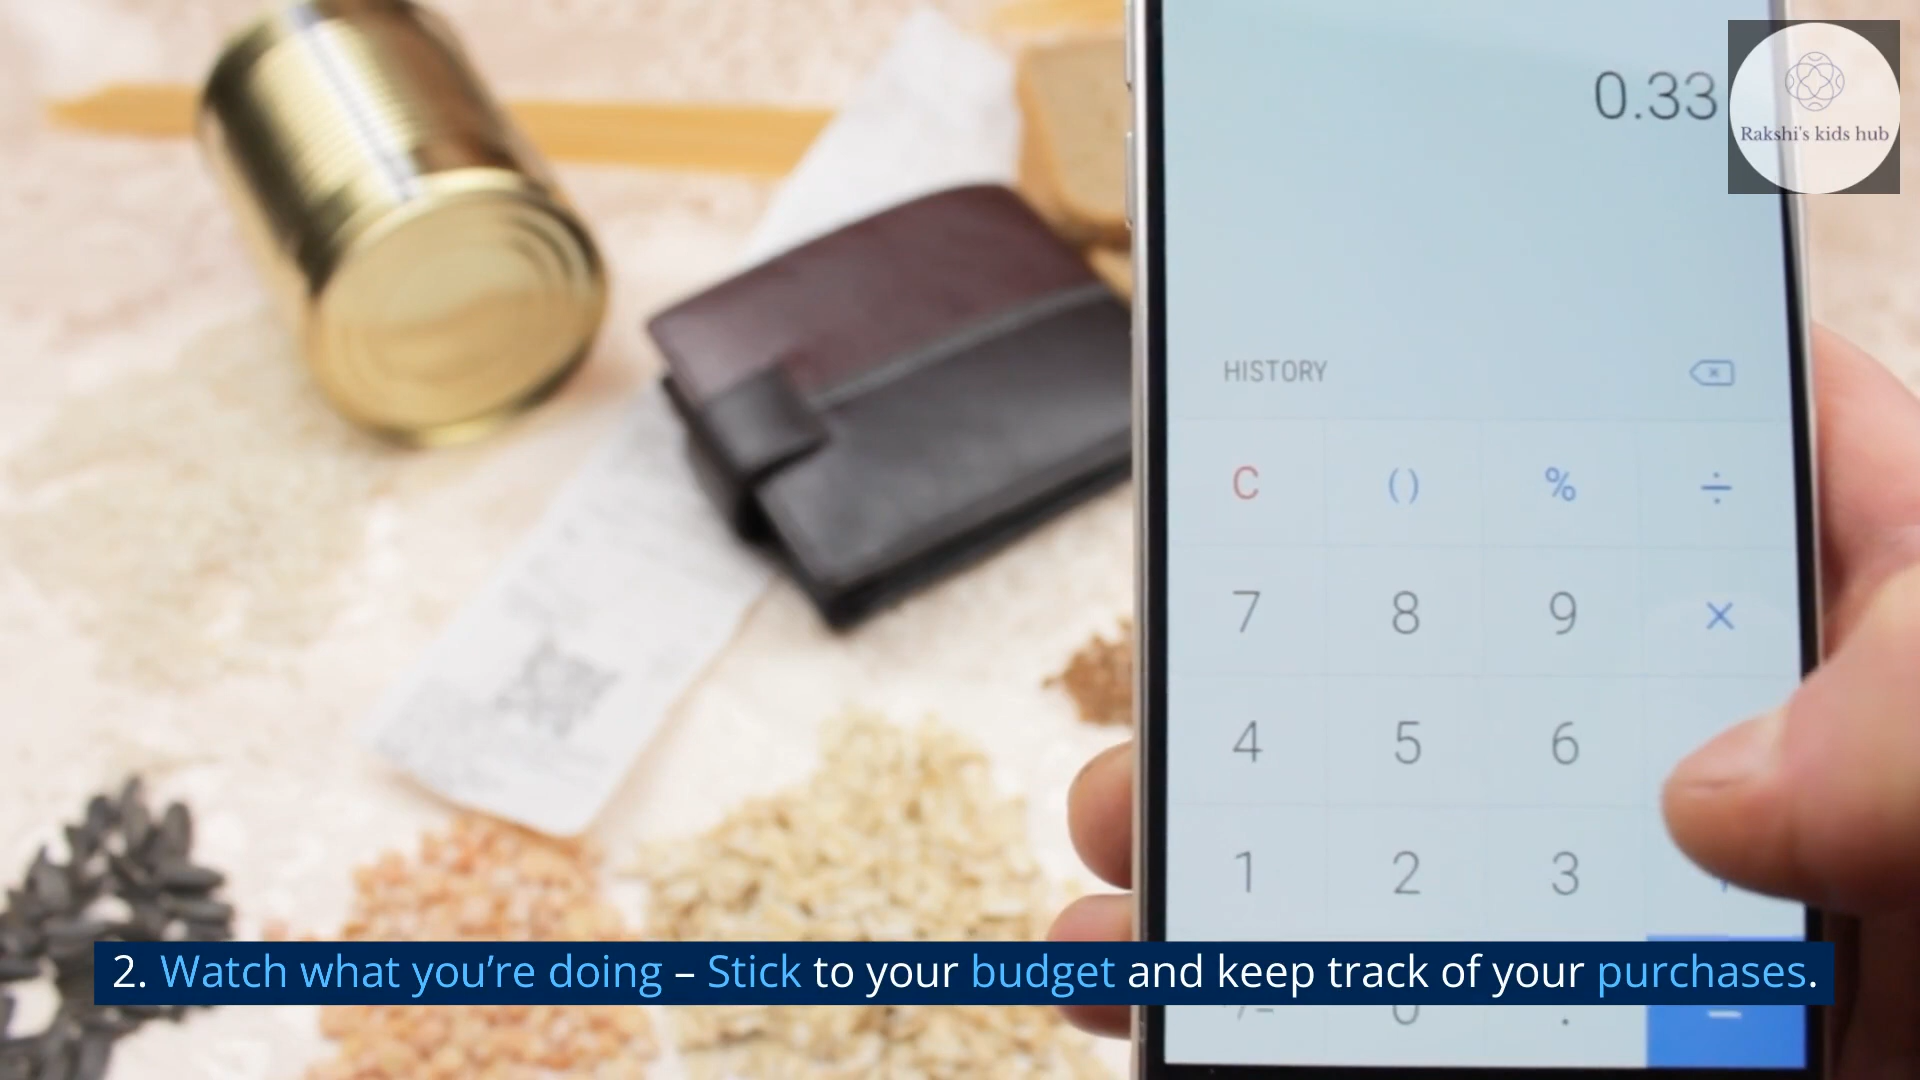 0.33
Rakshi's kids hub
HISTORY
C () % ÷
7 8 9 ×
4 5 6
1 2 3
2. Watch what you’re doing – Stick to your budget and keep track of your purchases.